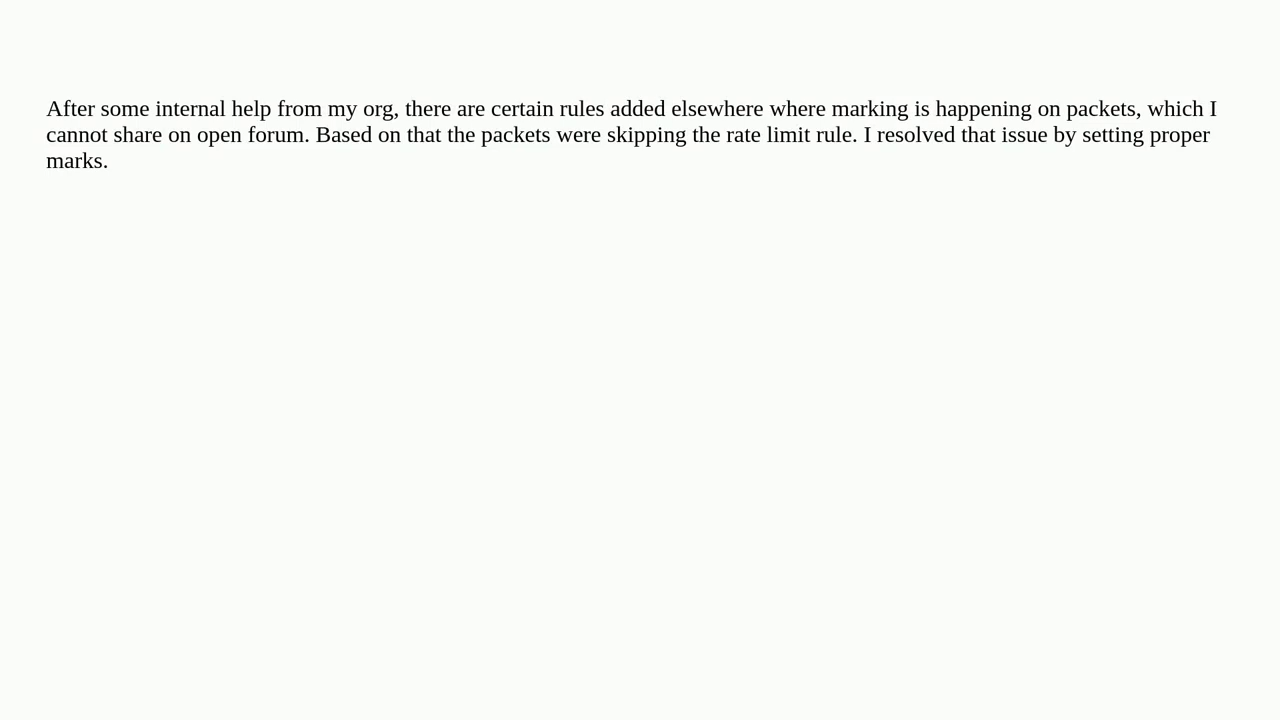 After some internal help from my org, there are certain rules added elsewhere where marking is happening on packets, which I
cannot share on open forum. Based on that the packets were skipping the rate limit rule. I resolved that issue by setting proper
marks.